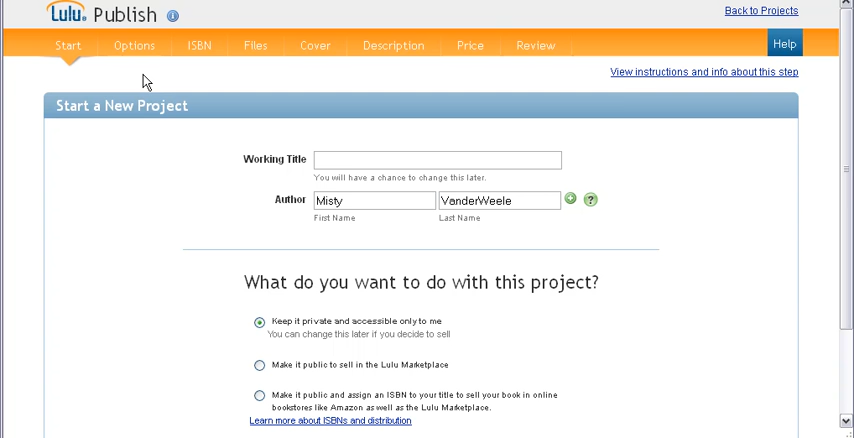 Lulu Publish
Back to Projects
Start Options ISBN Files Cover Description Price Review Help
View instructions and info about this step
Start a New Project
Working Title
You will have a chance to change this later.
Author Misty VanderWeele
First Name Last Name
What do you want to do with this project?
Keep it private and accessible only to me
You can change this later if you decide to sell
Make it public to sell in the Lulu Marketplace
Make it public and assign an ISBN to your title to sell your book in online
bookstores like Amazon as well as the Lulu Marketplace.
Learn more about ISBNs and distribution